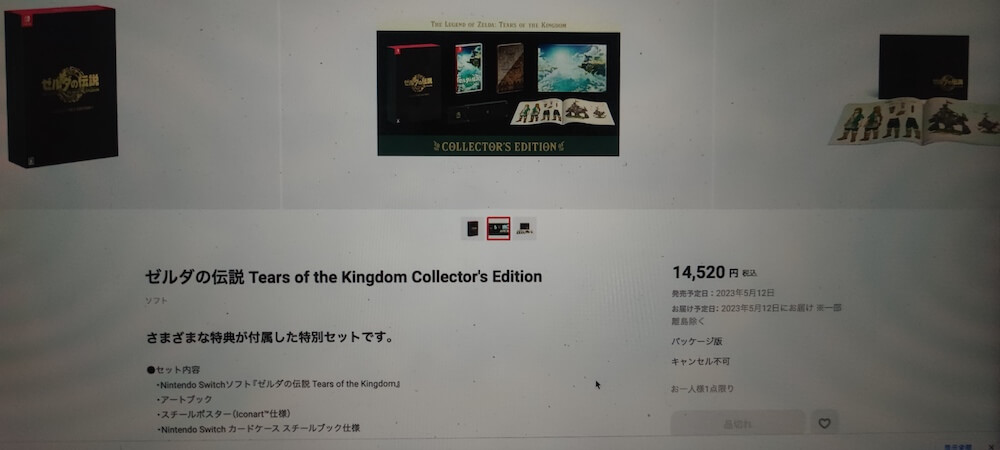 ゼルダの伝説
THE LEGEND OF ZELDA: TEARS OF THE KINGDOM
ゼルダの伝説
COLLECTOR'S EDITION
ゼルダの伝説 Tears of the Kingdom Collector's Edition
ソフト
さまざまな特典が付属した特別セットです。
●セット内容
・Nintendo Switchソフト『ゼルダの伝説 Tears of the Kingdom』
・アートブック
・スチールポスター(Iconart™仕様)
・Nintendo Switch カードケース スチールブック仕様
14,520 円 税込
発売予定日:2023年5月12日
お届け予定日:2023年5月12日にお届け ※一部
離島除く
パッケージ版
キャンセル不可
お一人様1点限り
品切れ